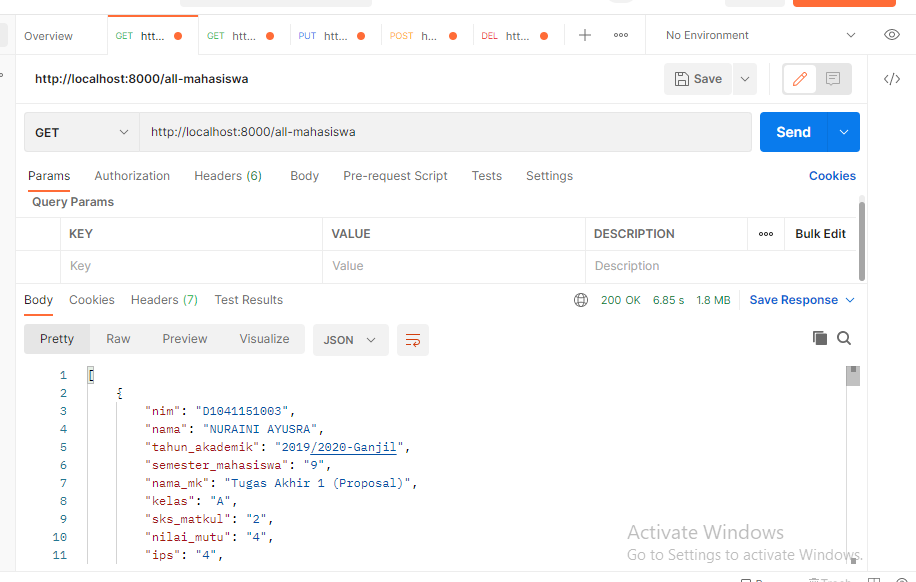 Overview GET htt... GET htt... PUT htt... POST h... DEL htt... No Environment
http://localhost:8000/all-mahasiswa Save
GET http://localhost:8000/all-mahasiswa Send
Params Authorization Headers (6) Body Pre-request Script Tests Settings Cookies
Query Params
KEY VALUE DESCRIPTION Bulk Edit
Key Value Description
Body Cookies Headers (7) Test Results 200 OK 6.85 s 1.8 MB Save Response
Pretty Raw Preview Visualize JSON
1 [
2 {
3 "nim": "D1041151003",
4 "nama": "NURAINI AYUSRA",
5 "tahun_akademik": "2019/2020-Ganjil",
6 "semester_mahasiswa": "9",
7 "nama_mk": "Tugas Akhir 1 (Proposal)",
8 "kelas": "A",
9 "sks_matkul": "2",
10 "nilai_mutu": "4",
11 "ips": "4",
Activate Windows
Go to Settings to activate Windows.